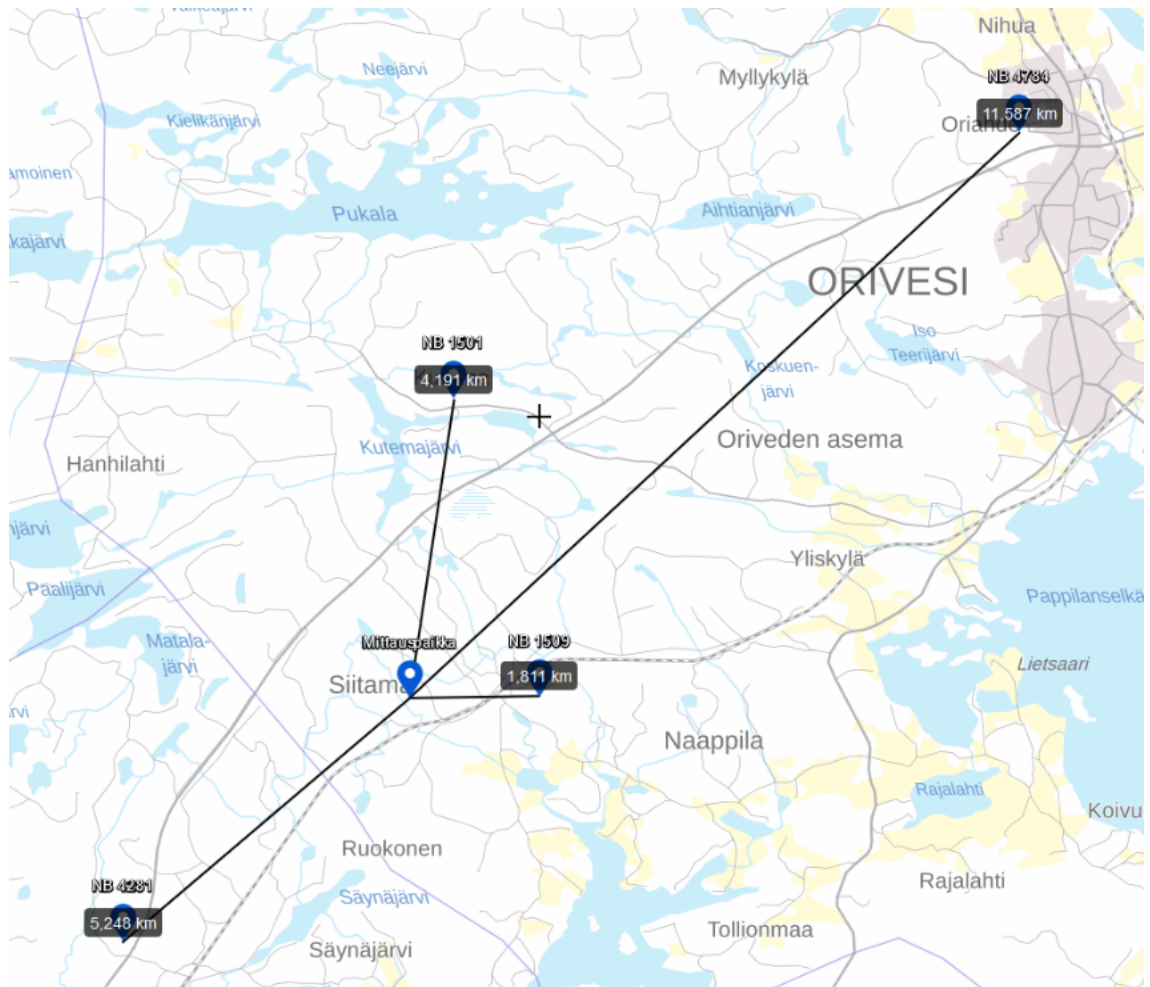 Nihua
Myllykylä
NB 4784
11,587 km
Neejärvi
Kielikänjärvi
amoinen
Pukala
Aihtianjärvi
kajärvi
ORIVESI
NB 1501
4,191 km
Iso
Teerijärvi
Koskuen-
järvi
Kutemajärvi
Oriveden asema
Hanhilahti
njärvi
Yliskylä
Paalijärvi
Pappilanselkä
Matala-
järvi
Mittauspaikka
NB 1509
1,811 km
Lietsaari
Siitama
rvi
Naappila
Rajalahti
Koivu
Ruokonen
NB 4281
5,248 km
Säynäjärvi
Rajalahti
Tollionmaa
Säynäjärvi